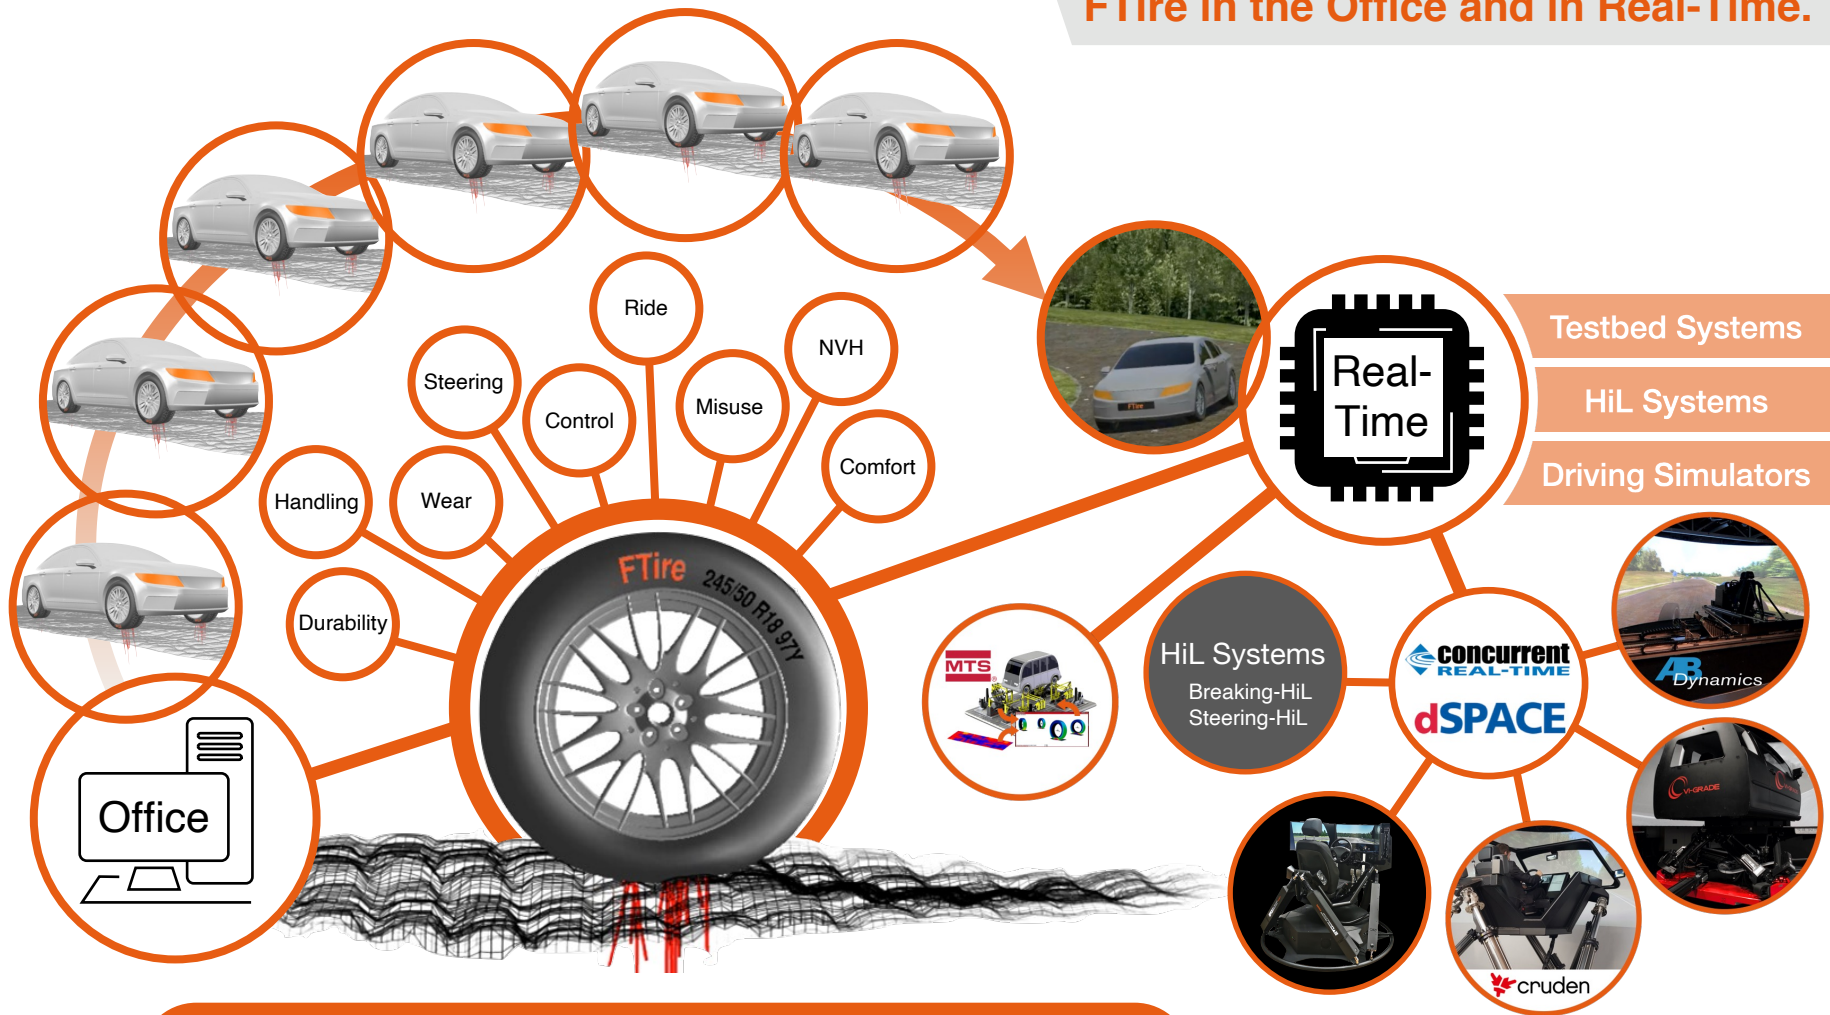 FTire in the Office and in Real-Time.
Ride
NVH
Steering
Control
Misuse
Comfort
Handling
Wear
Durability
FTire 245/50 R18 97Y
Office
FTire
Real-
Time
Testbed Systems
HiL Systems
Driving Simulators
MTS
HiL Systems
Breaking-HiL
Steering-HiL
concurrent
REAL-TIME
dSPACE
AB
Dynamics
VI-GRADE
cruden